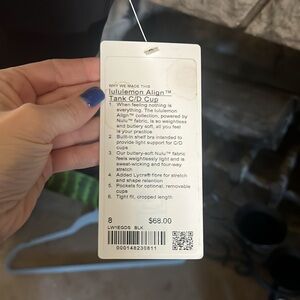 WHY WE MADE THIS
lululemon Align™
Tank C/D Cup
1. When feeling nothing is
everything. The lululemon
Align™ collection, powered by
Nulu™ fabric, is so weightless
and buttery soft, all you feel
is your practice
2. Built-in shelf bra intended to
provide light support for C/D
cups
3. Our buttery-soft Nulu™ fabric
feels weightlessly light and is
sweat-wicking and four-way
stretch
4. Added Lycra® fibre for stretch
and shape retention
5. Pockets for optional, removable
cups
6. Tight fit, cropped length
8 $68.00
LW1EGDS BLK
000148230811